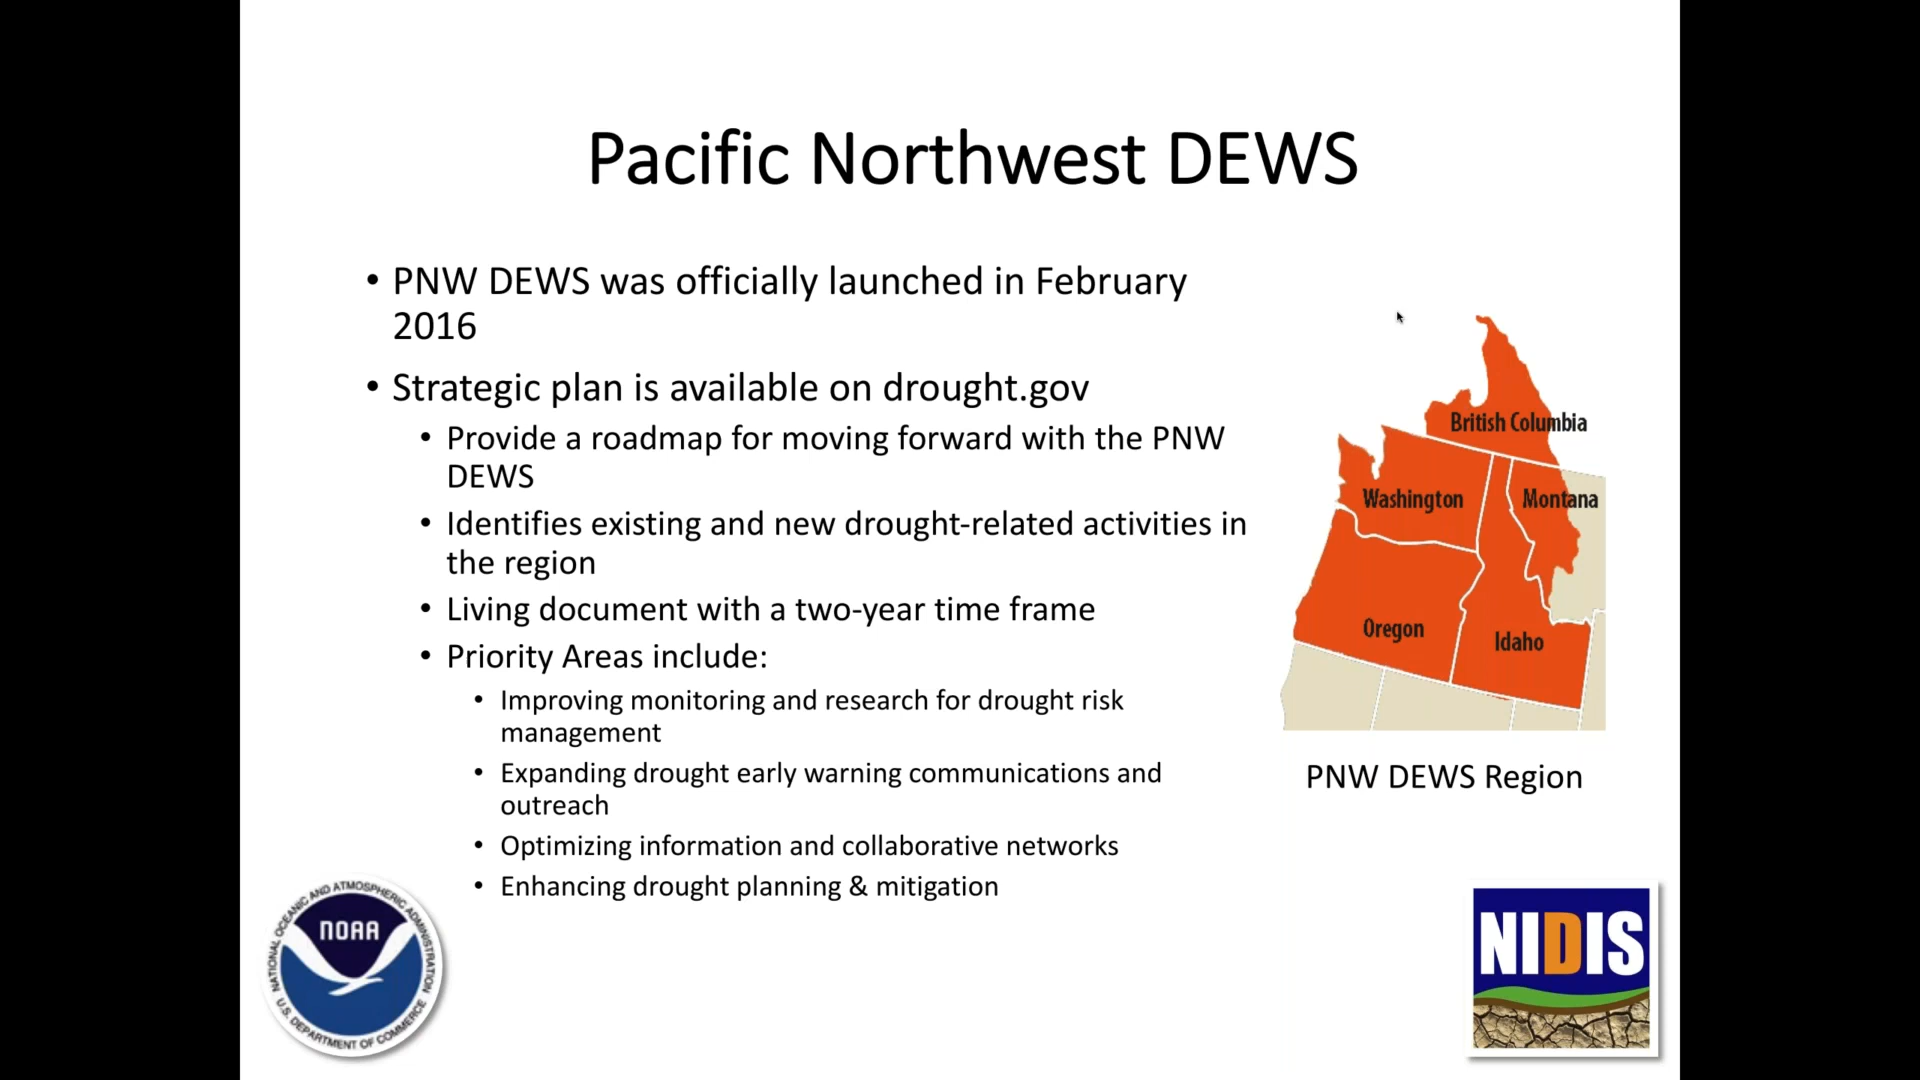 Pacific Northwest DEWS
• PNW DEWS was officially launched in February
2016
• Strategic plan is available on drought.gov
• Provide a roadmap for moving forward with the PNW
DEWS
• Identifies existing and new drought-related activities in
the region
• Living document with a two-year time frame
• Priority Areas include:
• Improving monitoring and research for drought risk
management
• Expanding drought early warning communications and
outreach
• Optimizing information and collaborative networks
• Enhancing drought planning & mitigation
British Columbia
Washington
Montana
Oregon
Idaho
PNW DEWS Region
NATIONAL OCEANIC AND ATMOSPHERIC ADMINISTRATION
NOAA
U.S. DEPARTMENT OF COMMERCE
NIDIS